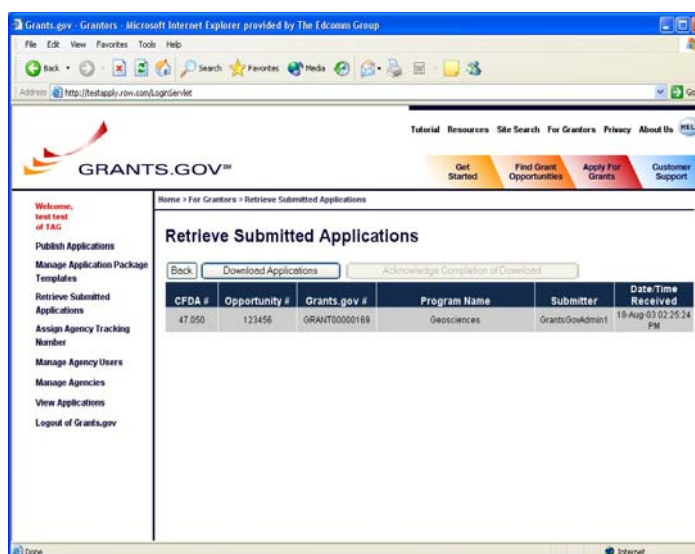 Grants.gov - Grantors - Microsoft Internet Explorer provided by The Edcomm Group
File Edit View Favorites Tools Help
Back Search Favorites Media
Address http://testapply.row.com/LoginServlet Go
Tutorial Resources Site Search For Grantors Privacy About Us HEL
GRANTS.GOV℠
Get Started
Find Grant Opportunities
Apply For Grants
Customer Support
Home > For Grantors > Retrieve Submitted Applications
Welcome,
test test
of TAG
Publish Applications
Manage Application Package
Templates
Retrieve Submitted
Applications
Assign Agency Tracking
Number
Manage Agency Users
Manage Agencies
View Applications
Logout of Grants.gov
Retrieve Submitted Applications
Back Download Applications Acknowledge Completion of Download
CFDA # Opportunity # Grants.gov # Program Name Submitter Date/Time Received
47.050 123456 GRANT00000169 Geosciences GrantsGovAdmin1 18-Aug-03 02:25:24 PM
Done Internet